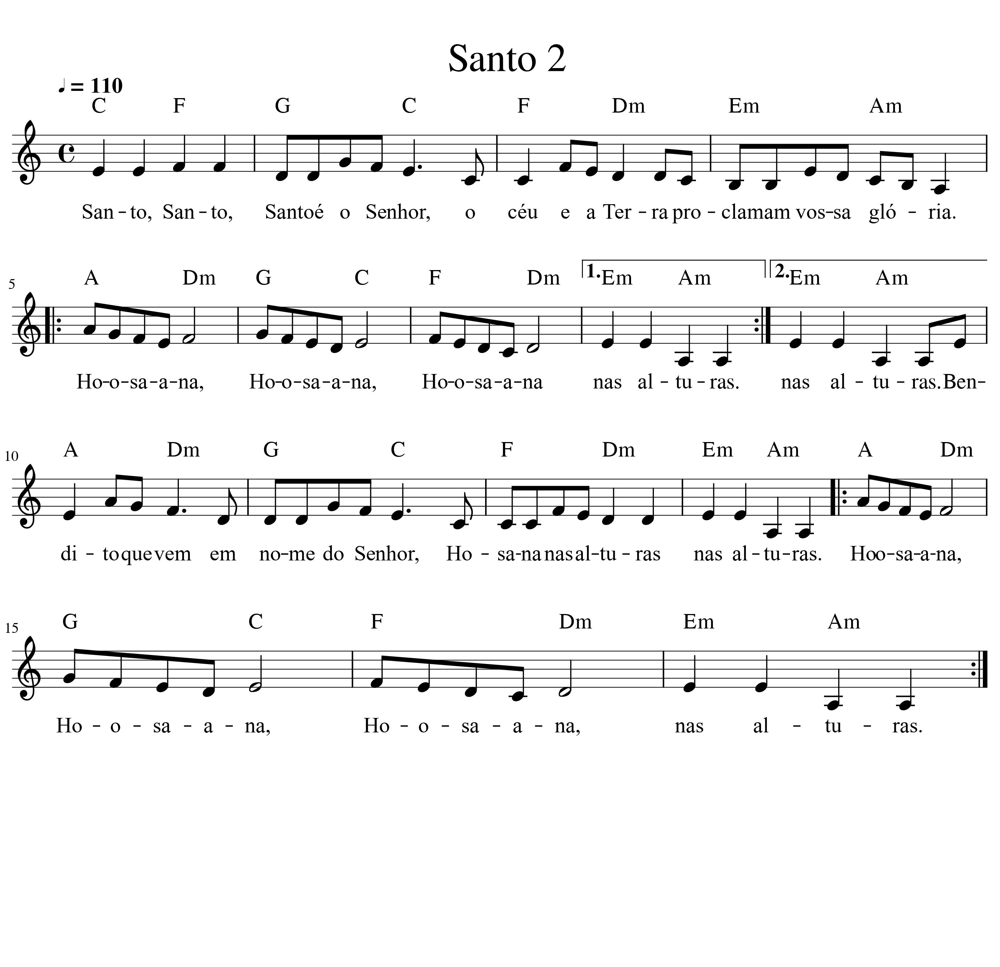 Santo 2
= 110
C F G C F Dm Em Am
San - to, San - to, Santoé o Senhor, o céu e a Ter - ra pro - clamam vos - sa gló - ria.
1. 2.
A Dm G C F Dm Em Am Em Am
5
Ho - o - sa - a - na, Ho - o - sa - a - na, Ho - o - sa - a - na nas al - tu - ras. nas al - tu - ras. Ben -
A Dm G C F Dm Em Am A Dm
10
di - to que vem em no - me do Senhor, Ho - sa - na nas al - tu - ras nas al - tu - ras. Hoo - sa - a - na,
G C F Dm Em Am
15
Ho - o - sa - a - na, Ho - o - sa - a - na, nas al - tu - ras.